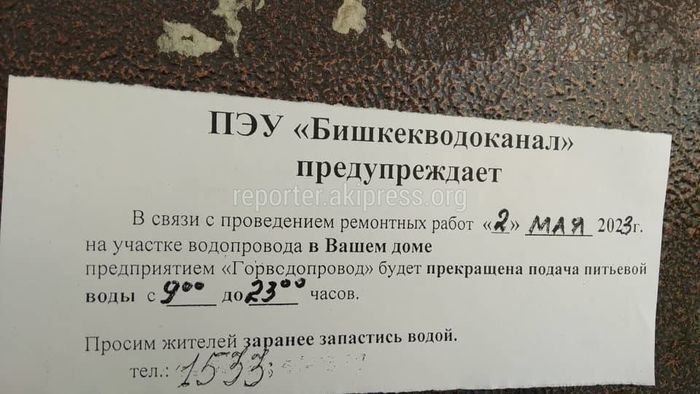 ПЭУ «Бишкекводоканал»
предупреждает
reporter.akipress.org
В связи с проведением ремонтных работ «2» МАЯ 2023г.
на участке водопровода в Вашем доме
предприятием «Горводопровод» будет прекращена подача питьевой
воды с 9⁰⁰ до 23⁰⁰ часов.
Просим жителей заранее запастись водой.
тел.: 1533;